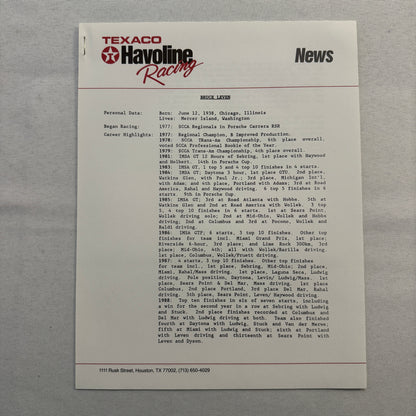 TEXACO
Havoline
Racing
News
BRUCE LEVEN
Personal Data: Born: June 12, 1938, Chicago, Illinois
Lives: Mercer Island, Washington
Began Racing: 1977: SCCA Regionals in Porsche Carrera RSR
Career Highlights: 1977: Regional Champion, B Improved Production.
1978: SCCA Trans-Am Championship, 6th place overall,
voted SCCA Professional Rookie of the Year.
1979: SCCA Trans-Am Championship, 4th place overall.
1981: IMSA GT 12 Hours of Sebring, 1st place with Haywood
and Holbert. 14th in Porsche Cup.
1983: IMSA GT, 1 top 5 and 4 top 10 finishes in 6 starts.
1984: IMSA GT; Daytona 3 hour, 1st place GTO. 2nd place,
Watkins Glen, with Paul Jr.; 3rd place, Michigan Int'l.
with Adam; and 4th place, Portland with Adams; 3rd at Road
America, Rahal and Haywood driving. 4 top 5 finishes in 6
starts. 9th in Porsche Cup.
1985: IMSA GT; 3rd at Road Atlanta with Hobbs. 3th at
Watkins Glen and 2nd at Road America with Wollek. 3 top
5, 4 top 10 finishes in 6 starts. 1st at Sears Point,
Wollek driving solo; 2nd at Mid-Ohio, Wollek and Hobbs
driving; 2nd at Columbus and 3rd at Pocono, Wollek and
Baldi driving.
1986: IMSA GTP; 6 starts, 3 top 10 finishes. Other top
finishes for team incl. Miami Grand Prix, 1st place,
Riverside 6-hour, 3rd place; and Lime Rock 500km, 3rd
place; Mid-Ohio, 4th; all with Wollek/Barilla driving.
1st place, Columbus, Wollek/Pruett driving.
1987: 6 starts, 3 top 10 finishes. Other top finishes
for team incl., 1st place, Sebring, Mid-Ohio; 2nd place,
Miami, Rahal/Mass driving. 1st place, Laguna Seca, Ludwig
driving. Pole position, Daytona, Levin/ Ludwig/Mass. 1st
place, Sears Point & Del Mar, Mass driving. 1st place
Columbus, 2nd place Portland, 3rd place Del Mar, Rahal
driving. 5th place, Sears Point, Leven/ Hayward driving
1988: Top ten finishes in six of seven starts, including
a win for the second year in a row at Sebring with Ludwig
and Stuck. 2nd place finishes recorded at Columbus and
Del Mar with Ludwig driving at both. Team also finished
fourth at Daytona with Ludwig, Stuck and Van der Merwe;
fifth at Miami with Ludwig and Stuck; sixth at Portland
with Leven driving and thirteenth at Sears Point with
Leven and Dyson.
1111 Rusk Street, Houston, TX 77002, (713) 650-4029